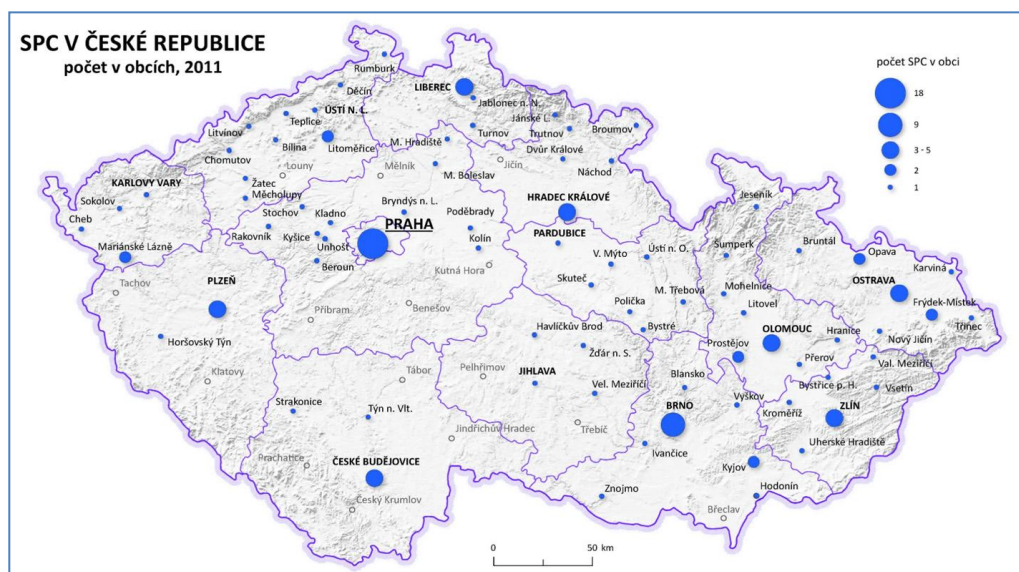 SPC V ČESKÉ REPUBLICE
počet v obcích, 2011
počet SPC v obci
18
9
3 - 5
2
1
Rumburk
Děčín
LIBEREC
Jablonec n. N.
ÚSTÍ N. L.
Teplice
Jánské L.
Litvínov
Turnov
Trutnov
Broumov
Bílina
Litoměřice
M. Hradiště
Dvůr Králové
Chomutov
Louny
Mělník
Jičín
Náchod
M. Boleslav
KARLOVY VARY
Žatec
Jeseník
Sokolov
Měcholupy
HRADEC KRÁLOVÉ
Cheb
Stochov
Kladno
Bryndýs n. L.
Poděbrady
PRAHA
PARDUBICE
Rakovník
Kyšice
Kolín
Unhošť
Mariánské Lázně
Ústí n. O.
Šumperk
Bruntál
Opava
Beroun
V. Mýto
Karviná
Kutná Hora
Tachov
PLZEŇ
Skuteč
Mohelnice
OSTRAVA
M. Třebová
Příbram
Benešov
Polička
Litovel
Frýdek-Místek
Třinec
Havlíčkův Brod
Bystré
OLOMOUC
Hranice
Nový Jičín
Horšovský Týn
Žďár n. S.
Prostějov
Val. Meziříčí
Přerov
Klatovy
Tábor
Pelhřimov
JIHLAVA
Blansko
Bystřice p. H.
Vsetín
Vel. Meziříčí
Vyškov
Strakonice
Týn n. Vlt.
BRNO
Kroměříž
ZLÍN
Třebíč
Jindřichův Hradec
Ivančice
Uherské Hradiště
Prachatice
ČESKÉ BUDĚJOVICE
Kyjov
Znojmo
Hodonín
Český Krumlov
Břeclav
0
50 km